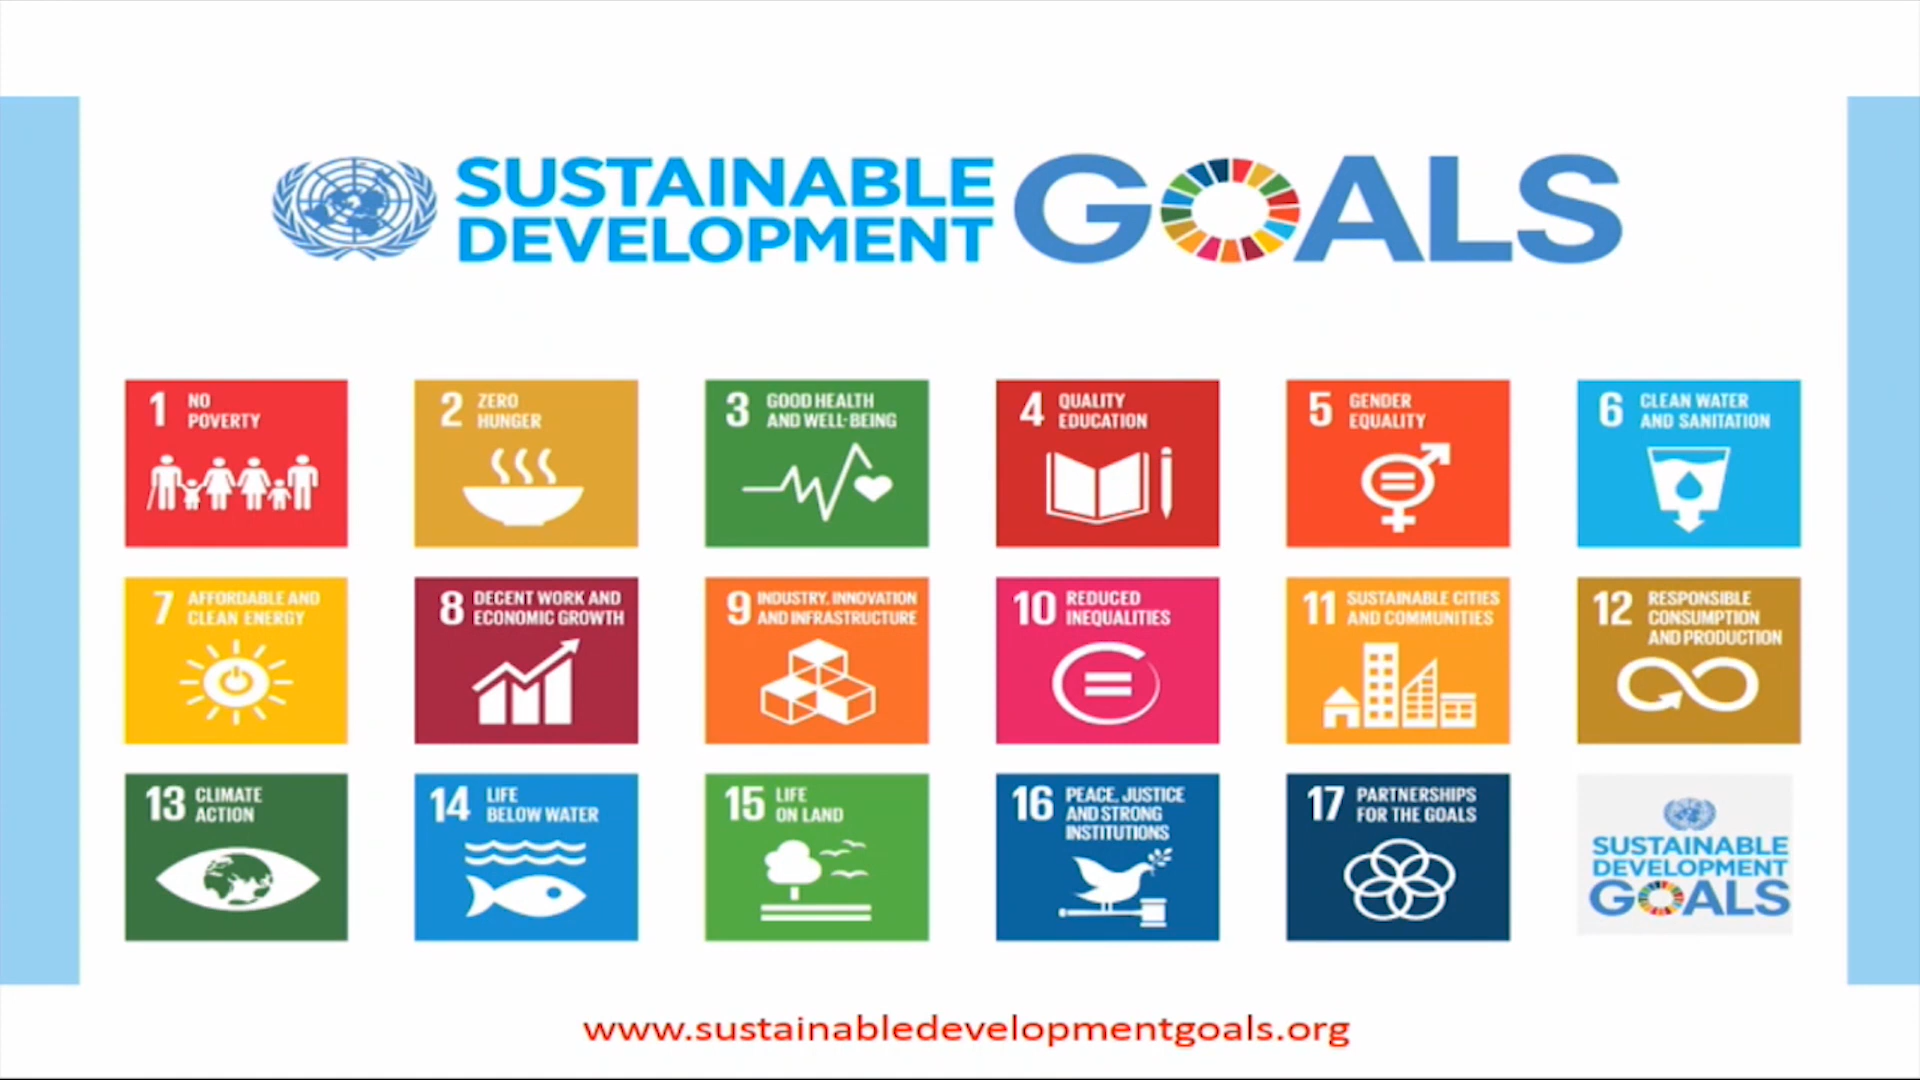 SUSTAINABLE
DEVELOPMENT
GOALS
1 NO
POVERTY
2 ZERO
HUNGER
3 GOOD HEALTH
AND WELL-BEING
4 QUALITY
EDUCATION
5 GENDER
EQUALITY
6 CLEAN WATER
AND SANITATION
7 AFFORDABLE AND
CLEAN ENERGY
8 DECENT WORK AND
ECONOMIC GROWTH
9 INDUSTRY, INNOVATION
AND INFRASTRUCTURE
10 REDUCED
INEQUALITIES
11 SUSTAINABLE CITIES
AND COMMUNITIES
12 RESPONSIBLE
CONSUMPTION
AND PRODUCTION
13 CLIMATE
ACTION
14 LIFE
BELOW WATER
15 LIFE
ON LAND
16 PEACE, JUSTICE
AND STRONG
INSTITUTIONS
17 PARTNERSHIPS
FOR THE GOALS
SUSTAINABLE
DEVELOPMENT
GOALS
www.sustainabledevelopmentgoals.org